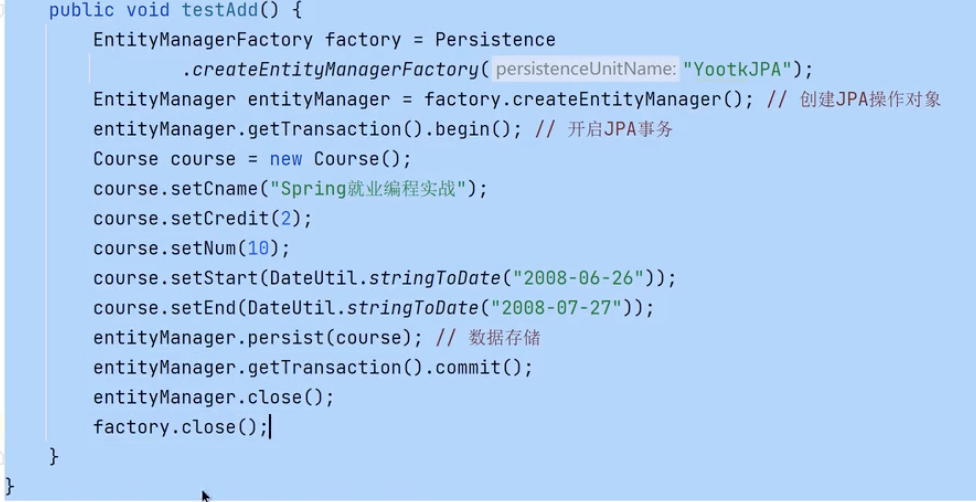 public void testAdd() {
EntityManagerFactory factory = Persistence
.createEntityManagerFactory( persistenceUnitName: "YootkJPA");
EntityManager entityManager = factory.createEntityManager(); // 创建JPA操作对象
entityManager.getTransaction().begin(); // 开启JPA事务
Course course = new Course();
course.setCname("Spring就业编程实战");
course.setCredit(2);
course.setNum(10);
course.setStart(DateUtil.stringToDate("2008-06-26"));
course.setEnd(DateUtil.stringToDate("2008-07-27"));
entityManager.persist(course); // 数据存储
entityManager.getTransaction().commit();
entityManager.close();
factory.close();
}
}